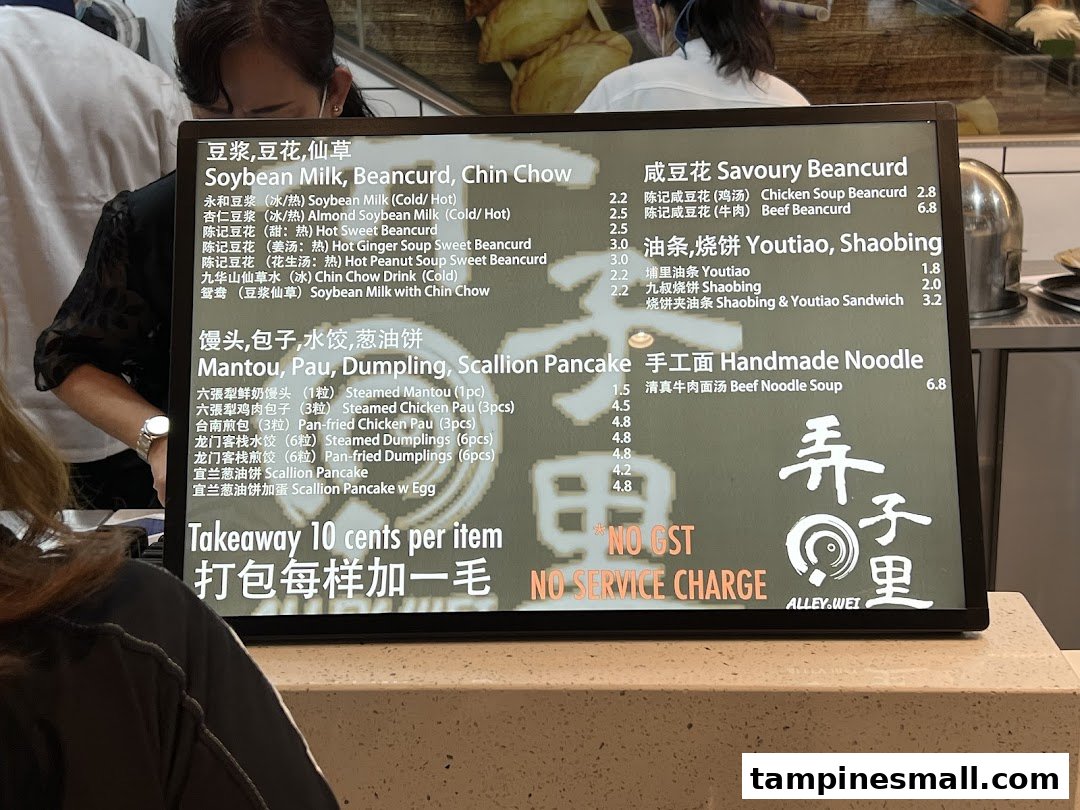 豆浆,豆花,仙草
Soybean Milk, Beancurd, Chin Chow
永和豆浆 (冰/热) Soybean Milk (Cold/ Hot) 2.2
杏仁豆浆 (冰/热) Almond Soybean Milk (Cold/ Hot) 2.5
陈记豆花 (甜：热) Hot Sweet Beancurd 2.5
陈记豆花 (姜汤：热) Hot Ginger Soup Sweet Beancurd 3.0
陈记豆花 (花生汤：热) Hot Peanut Soup Sweet Beancurd 3.0
九华山仙草水 (冰) Chin Chow Drink (Cold) 2.2
鸳鸯 (豆浆仙草) Soybean Milk with Chin Chow 2.2
馒头,包子,水饺,葱油饼
Mantou, Pau, Dumpling, Scallion Pancake
六張犁鲜奶馒头 (1粒) Steamed Mantou (1pc) 1.5
六張犁鸡肉包子 (3粒) Steamed Chicken Pau (3pcs) 4.5
台南煎包 (3粒) Pan-fried Chicken Pau (3pcs) 4.8
龙门客栈水饺 (6粒) Steamed Dumplings (6pcs) 4.8
龙门客栈煎饺 (6粒) Pan-fried Dumplings (6pcs) 4.8
宜兰葱油饼 Scallion Pancake 4.2
宜兰葱油饼加蛋 Scallion Pancake w Egg 4.8
Takeaway 10 cents per item
打包每样加一毛
咸豆花 Savoury Beancurd
陈记咸豆花 (鸡汤) Chicken Soup Beancurd 2.8
陈记咸豆花 (牛肉) Beef Beancurd 6.8
油条,烧饼 Youtiao, Shaobing
埔里油条 Youtiao 1.8
九叔烧饼 Shaobing 2.0
烧饼夹油条 Shaobing & Youtiao Sandwich 3.2
手工面 Handmade Noodle
清真牛肉面汤 Beef Noodle Soup 6.8
*NO GST
NO SERVICE CHARGE
弄子里
ALLEY WEI
子里
ALLEY WEI
tampinesmall.com